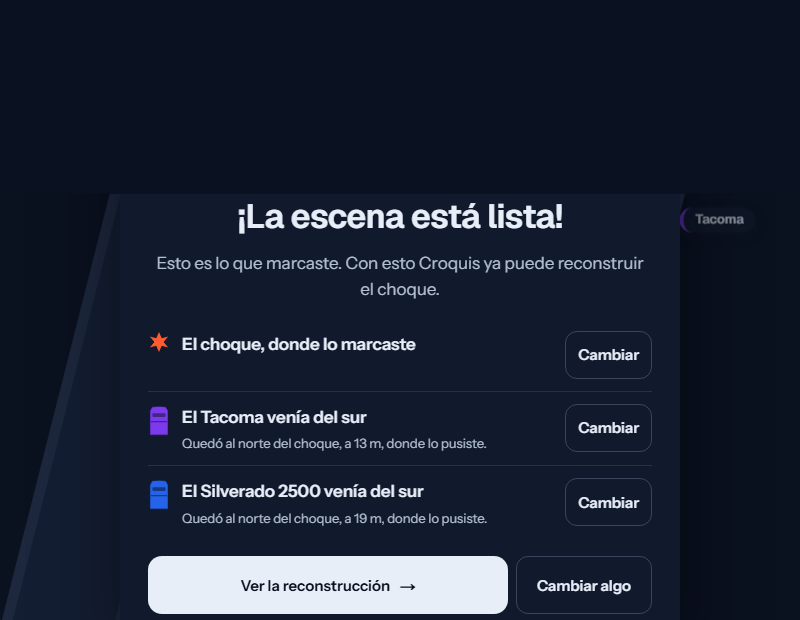 ¡La escena está lista!
Tacoma
Esto es lo que marcaste. Con esto Croquis ya puede reconstruir
el choque.
El choque, donde lo marcaste
Cambiar
El Tacoma venía del sur
Quedó al norte del choque, a 13 m, donde lo pusiste.
Cambiar
El Silverado 2500 venía del sur
Quedó al norte del choque, a 19 m, donde lo pusiste.
Cambiar
Ver la reconstrucción →
Cambiar algo